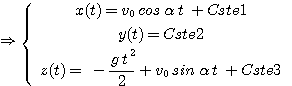 x(t) = v₀ cos α t + Cste1
⇒ { y(t) = Cste2
z(t) = − g t²/2 + v₀ sin α t + Cste3